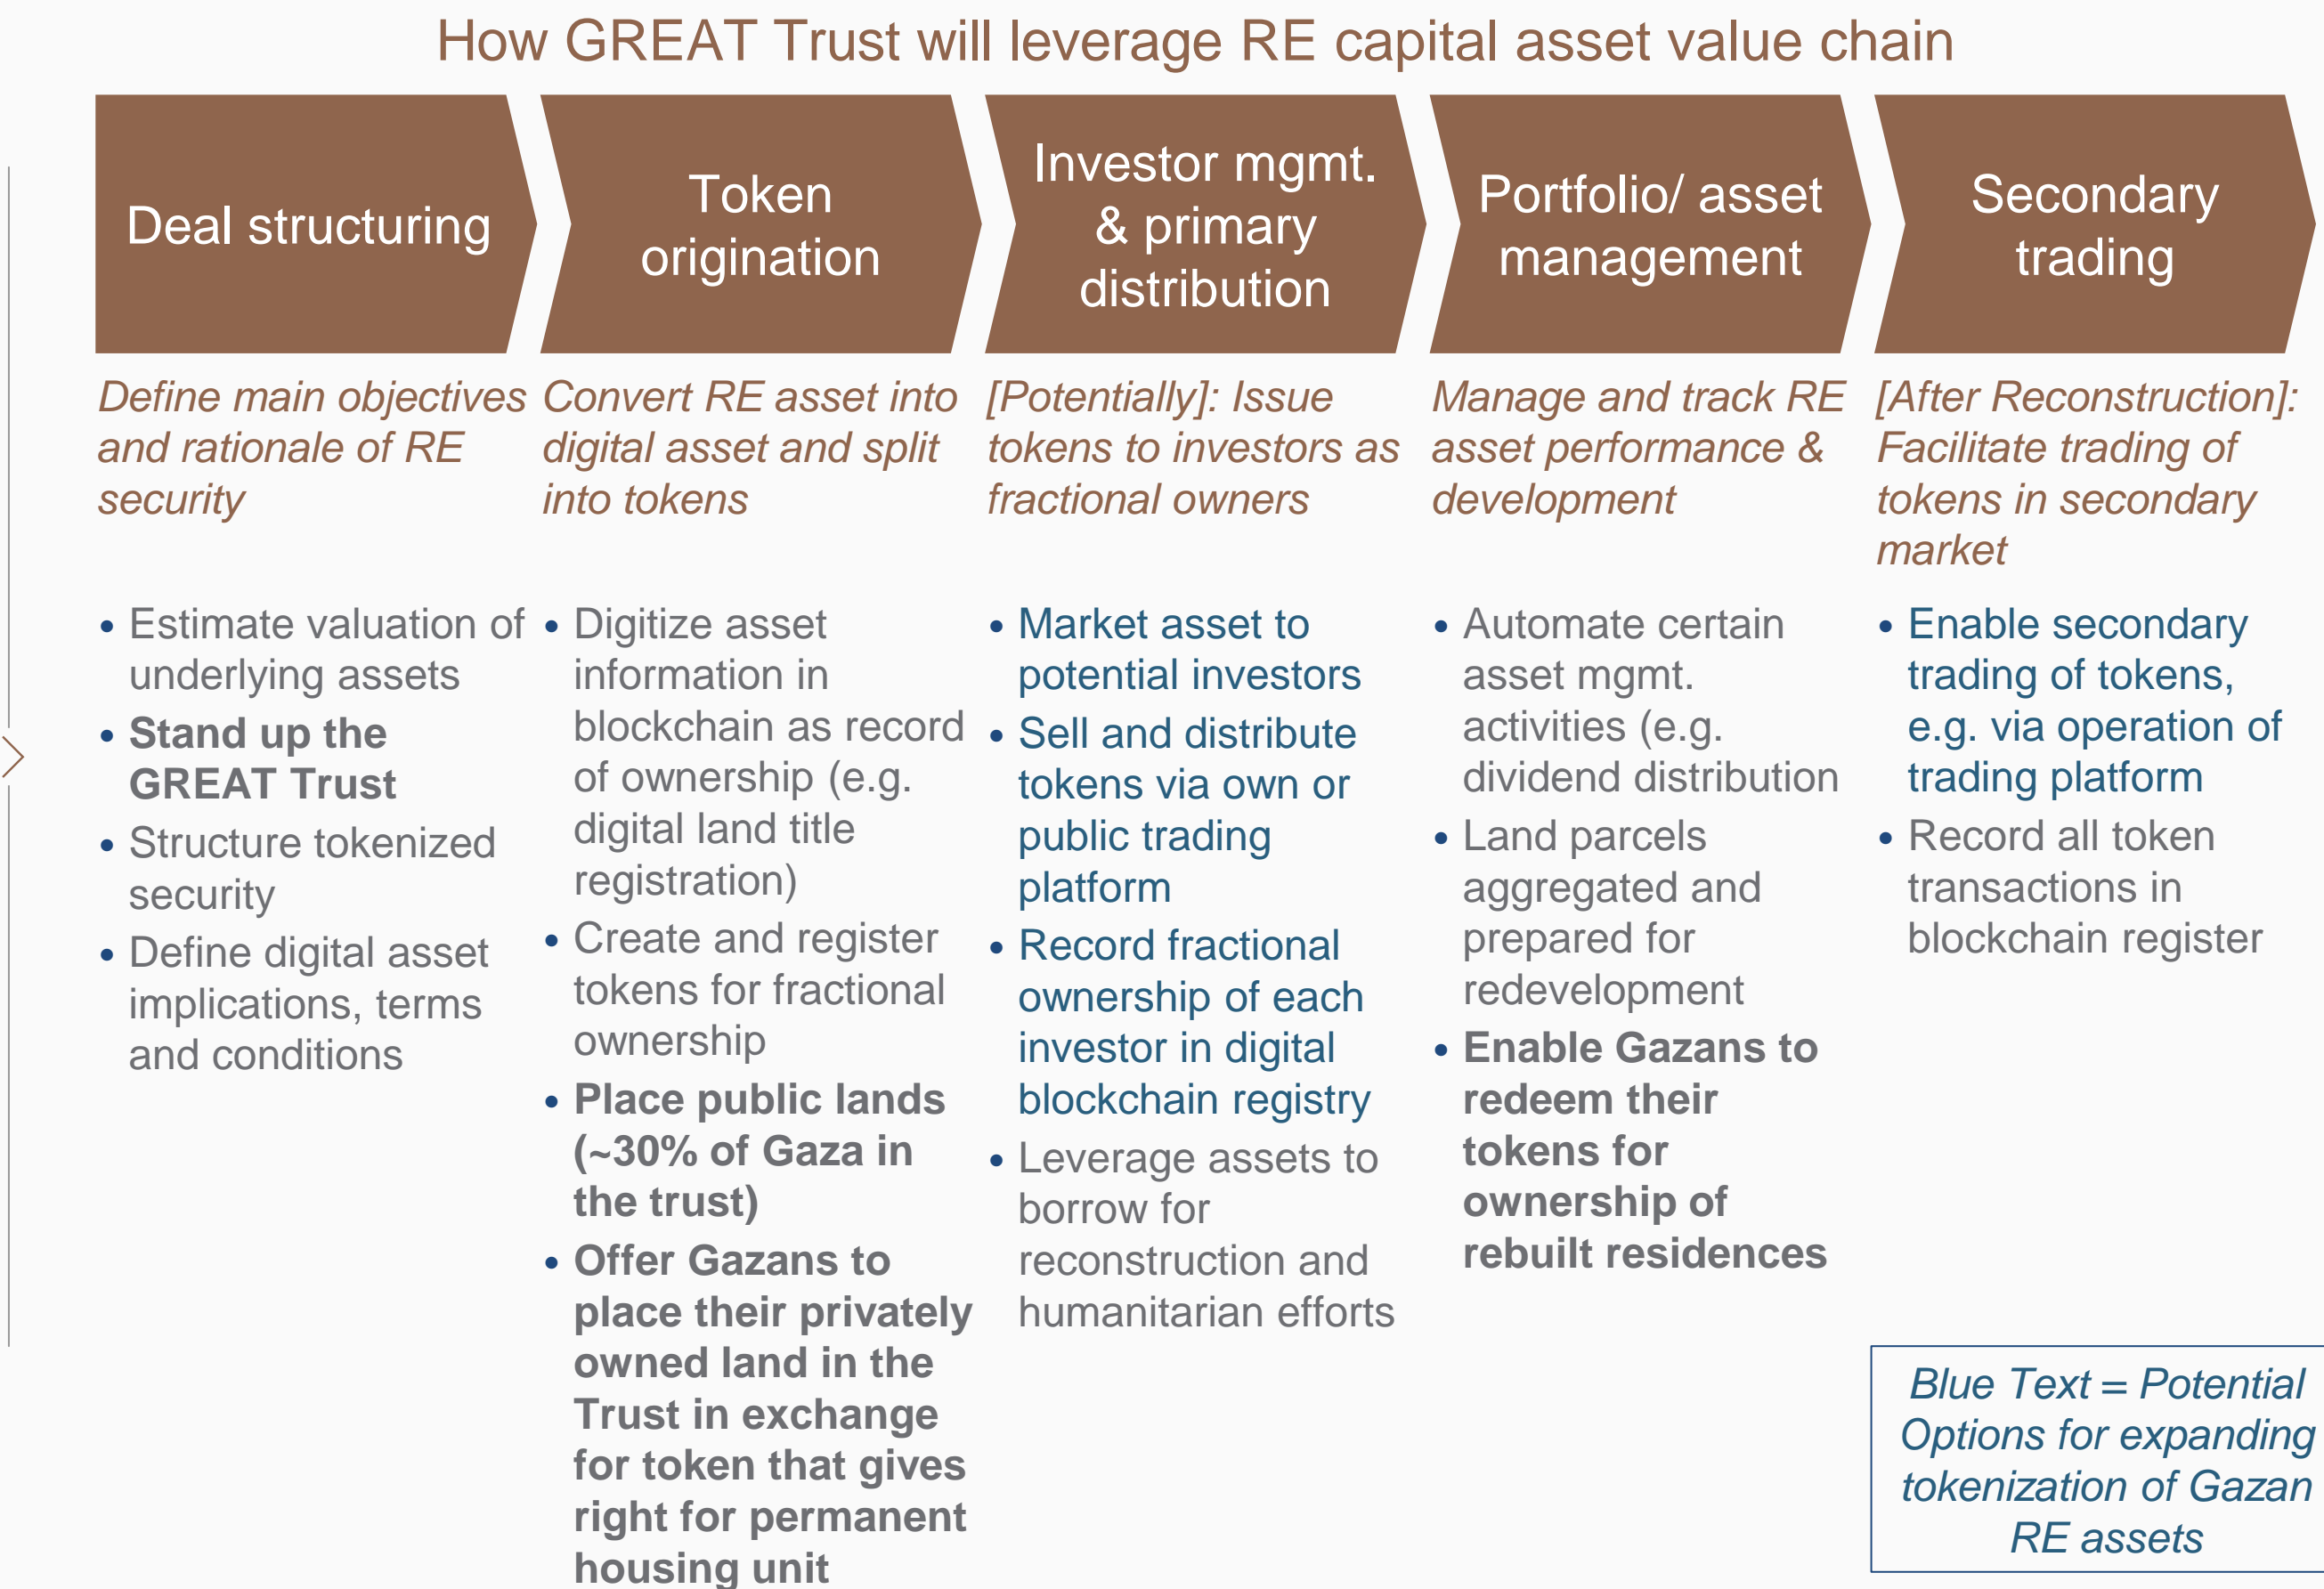 How GREAT Trust will leverage RE capital asset value chain
Deal structuring
Token
origination
Investor mgmt.
& primary
distribution
Portfolio/ asset
management
Secondary
trading
Define main objectives
and rationale of RE
security
Convert RE asset into
digital asset and split
into tokens
[Potentially]: Issue
tokens to investors as
fractional owners
Manage and track RE
asset performance &
development
[After Reconstruction]:
Facilitate trading of
tokens in secondary
market
• Estimate valuation of
underlying assets
• Stand up the
GREAT Trust
• Structure tokenized
security
• Define digital asset
implications, terms
and conditions
• Digitize asset
information in
blockchain as record
of ownership (e.g.
digital land title
registration)
• Create and register
tokens for fractional
ownership
• Place public lands
(~30% of Gaza in
the trust)
• Offer Gazans to
place their privately
owned land in the
Trust in exchange
for token that gives
right for permanent
housing unit
• Market asset to
potential investors
• Sell and distribute
tokens via own or
public trading
platform
• Record fractional
ownership of each
investor in digital
blockchain registry
• Leverage assets to
borrow for
reconstruction and
humanitarian efforts
• Automate certain
asset mgmt.
activities (e.g.
dividend distribution
• Land parcels
aggregated and
prepared for
redevelopment
• Enable Gazans to
redeem their
tokens for
ownership of
rebuilt residences
• Enable secondary
trading of tokens,
e.g. via operation of
trading platform
• Record all token
transactions in
blockchain register
Blue Text = Potential
Options for expanding
tokenization of Gazan
RE assets